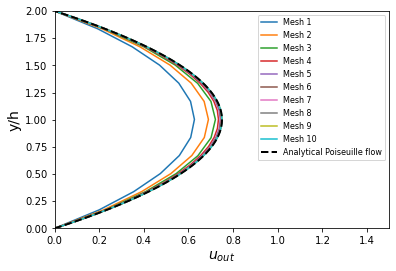 2.00
1.75
1.50
1.25
1.00
0.75
0.50
0.25
0.00
y/h
0.0 0.2 0.4 0.6 0.8 1.0 1.2 1.4
u_out
Mesh 1
Mesh 2
Mesh 3
Mesh 4
Mesh 5
Mesh 6
Mesh 7
Mesh 8
Mesh 9
Mesh 10
Analytical Poiseuille flow